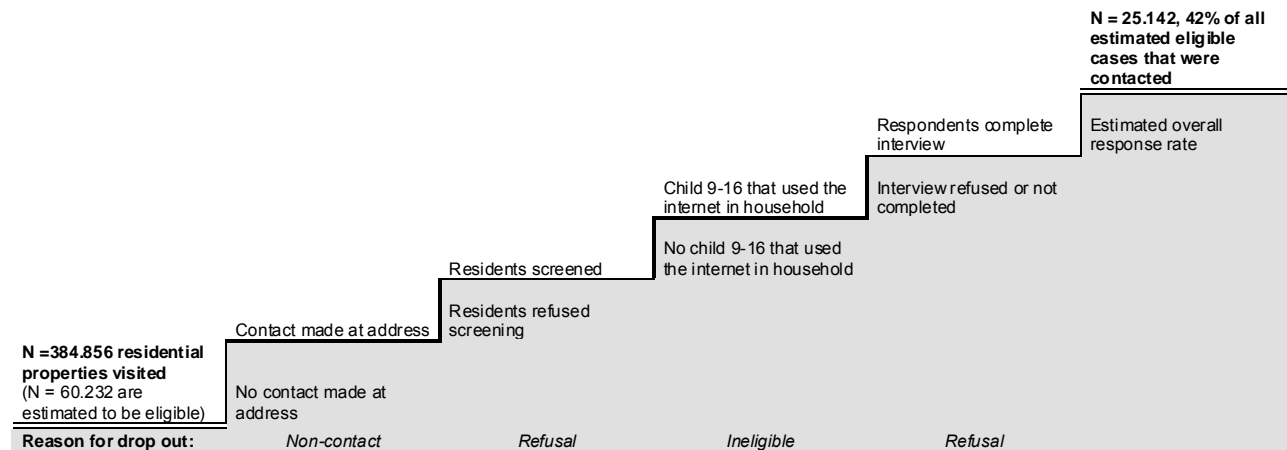 N = 25.142, 42% of all
estimated eligible
cases that were
contacted
Respondents complete
interview
Estimated overall
response rate
Child 9-16 that used the
internet in household
Interview refused or not
completed
No child 9-16 that used
the internet in household
Residents screened
Residents refused
screening
Contact made at address
N =384.856 residential
properties visited
(N = 60.232 are
estimated to be eligible)
No contact made at
address
Reason for drop out:
Non-contact
Refusal
Ineligible
Refusal